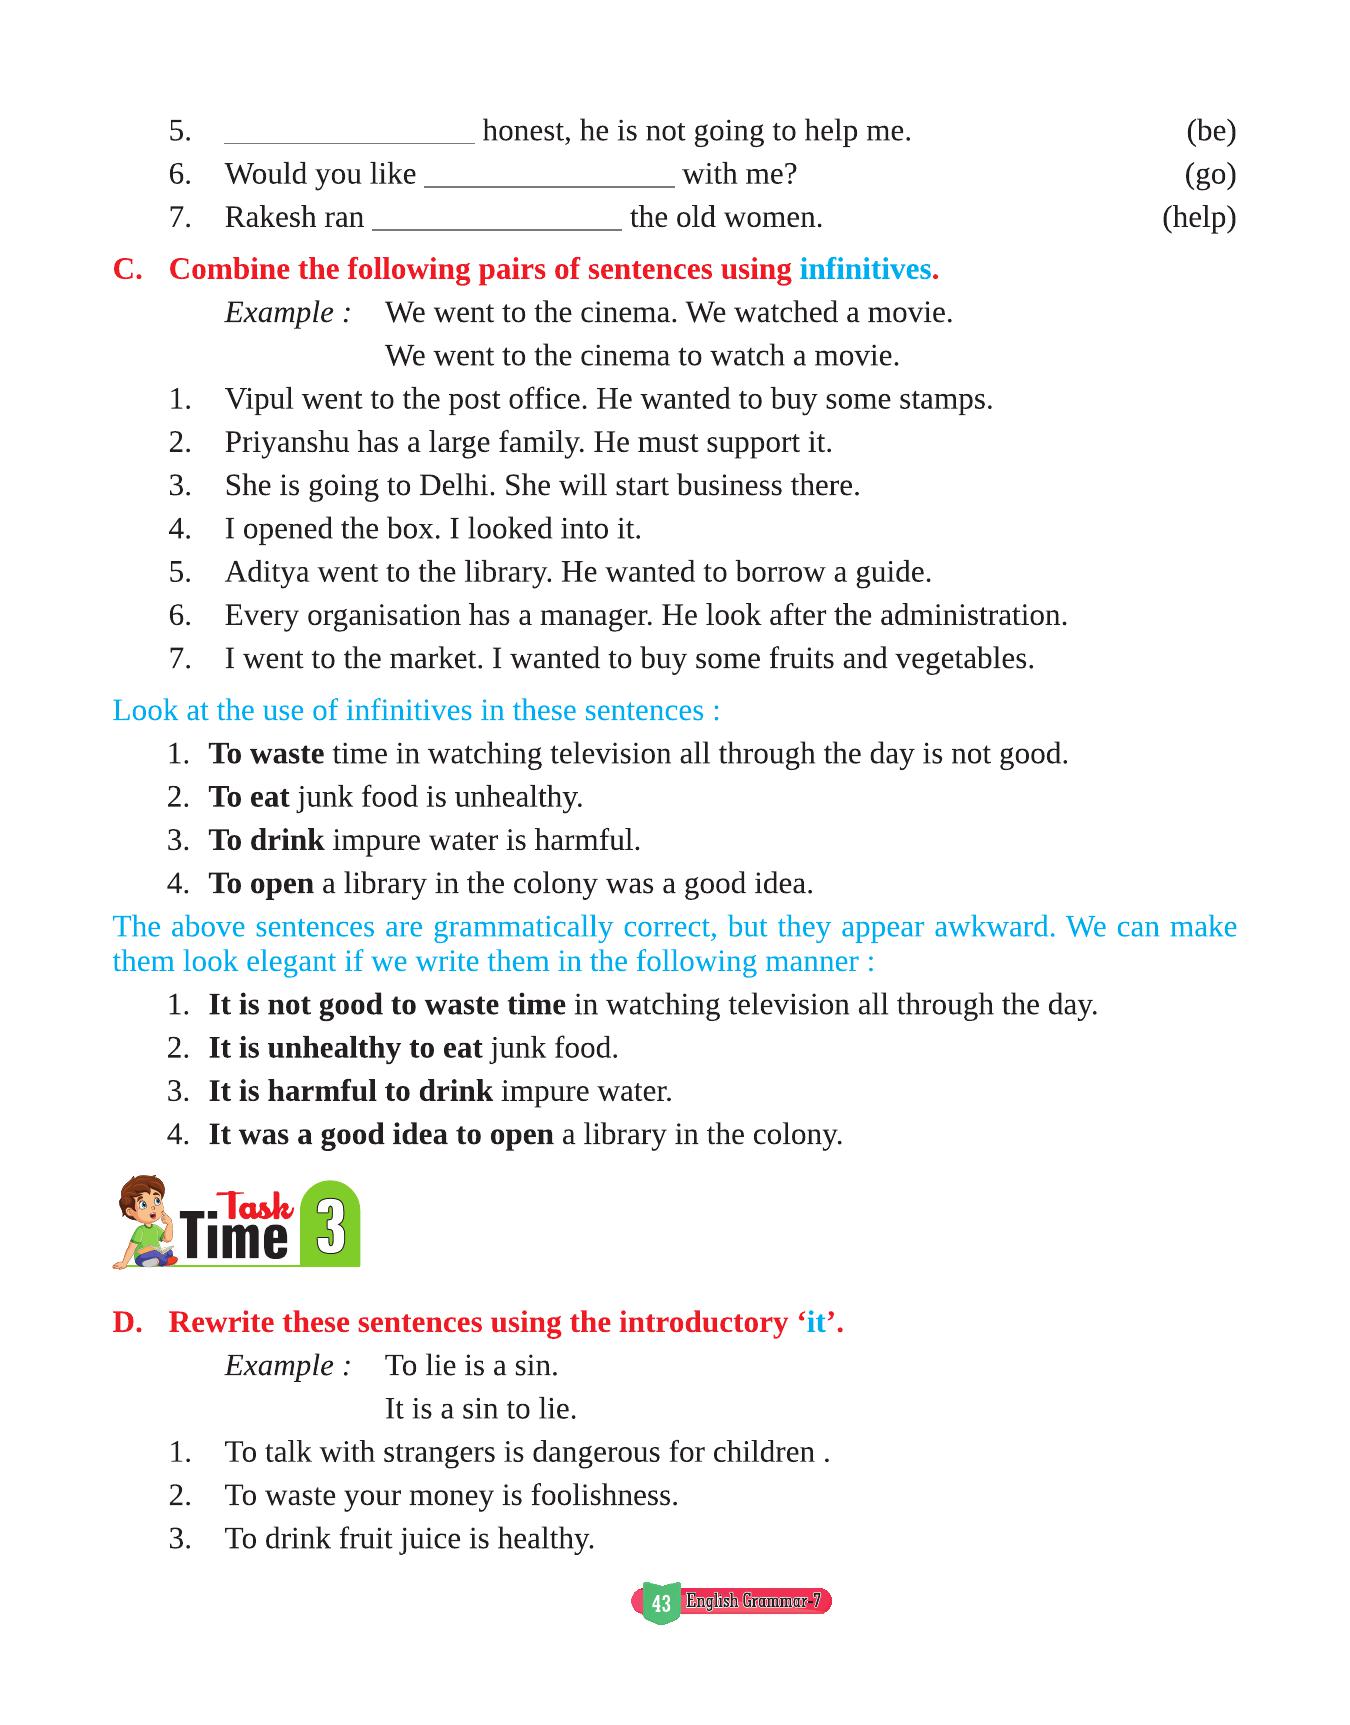 5. ________________ honest, he is not going to help me. (be)
6. Would you like ________________ with me? (go)
7. Rakesh ran ________________ the old women. (help)
C. Combine the following pairs of sentences using infinitives.
Example : We went to the cinema. We watched a movie.
We went to the cinema to watch a movie.
1. Vipul went to the post office. He wanted to buy some stamps.
2. Priyanshu has a large family. He must support it.
3. She is going to Delhi. She will start business there.
4. I opened the box. I looked into it.
5. Aditya went to the library. He wanted to borrow a guide.
6. Every organisation has a manager. He look after the administration.
7. I went to the market. I wanted to buy some fruits and vegetables.
Look at the use of infinitives in these sentences :
1. To waste time in watching television all through the day is not good.
2. To eat junk food is unhealthy.
3. To drink impure water is harmful.
4. To open a library in the colony was a good idea.
The above sentences are grammatically correct, but they appear awkward. We can make
them look elegant if we write them in the following manner :
1. It is not good to waste time in watching television all through the day.
2. It is unhealthy to eat junk food.
3. It is harmful to drink impure water.
4. It was a good idea to open a library in the colony.
Task
Time 3
D. Rewrite these sentences using the introductory ‘it’.
Example : To lie is a sin.
It is a sin to lie.
1. To talk with strangers is dangerous for children .
2. To waste your money is foolishness.
3. To drink fruit juice is healthy.
43 English Grammar-7